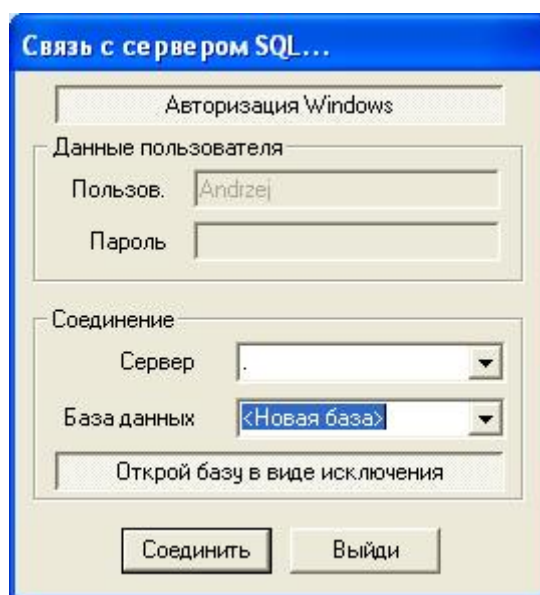 Связь с сервером SQL...
Авторизация Windows
Данные пользователя
Пользов. Andrzej
Пароль
Соединение
Сервер .
База данных <Новая база>
Открой базу в виде исключения
Соединить Выйди